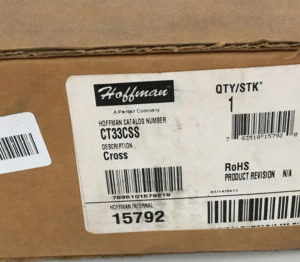 Hoffman
A Pentair Company
QTY/STK*
1
HOFFMAN CATALOG NUMBER
CT33CSS
DESCRIPTION
Cross
RoHS
PRODUCT REVISION N/A
HOFFMAN INTERNAL
15792